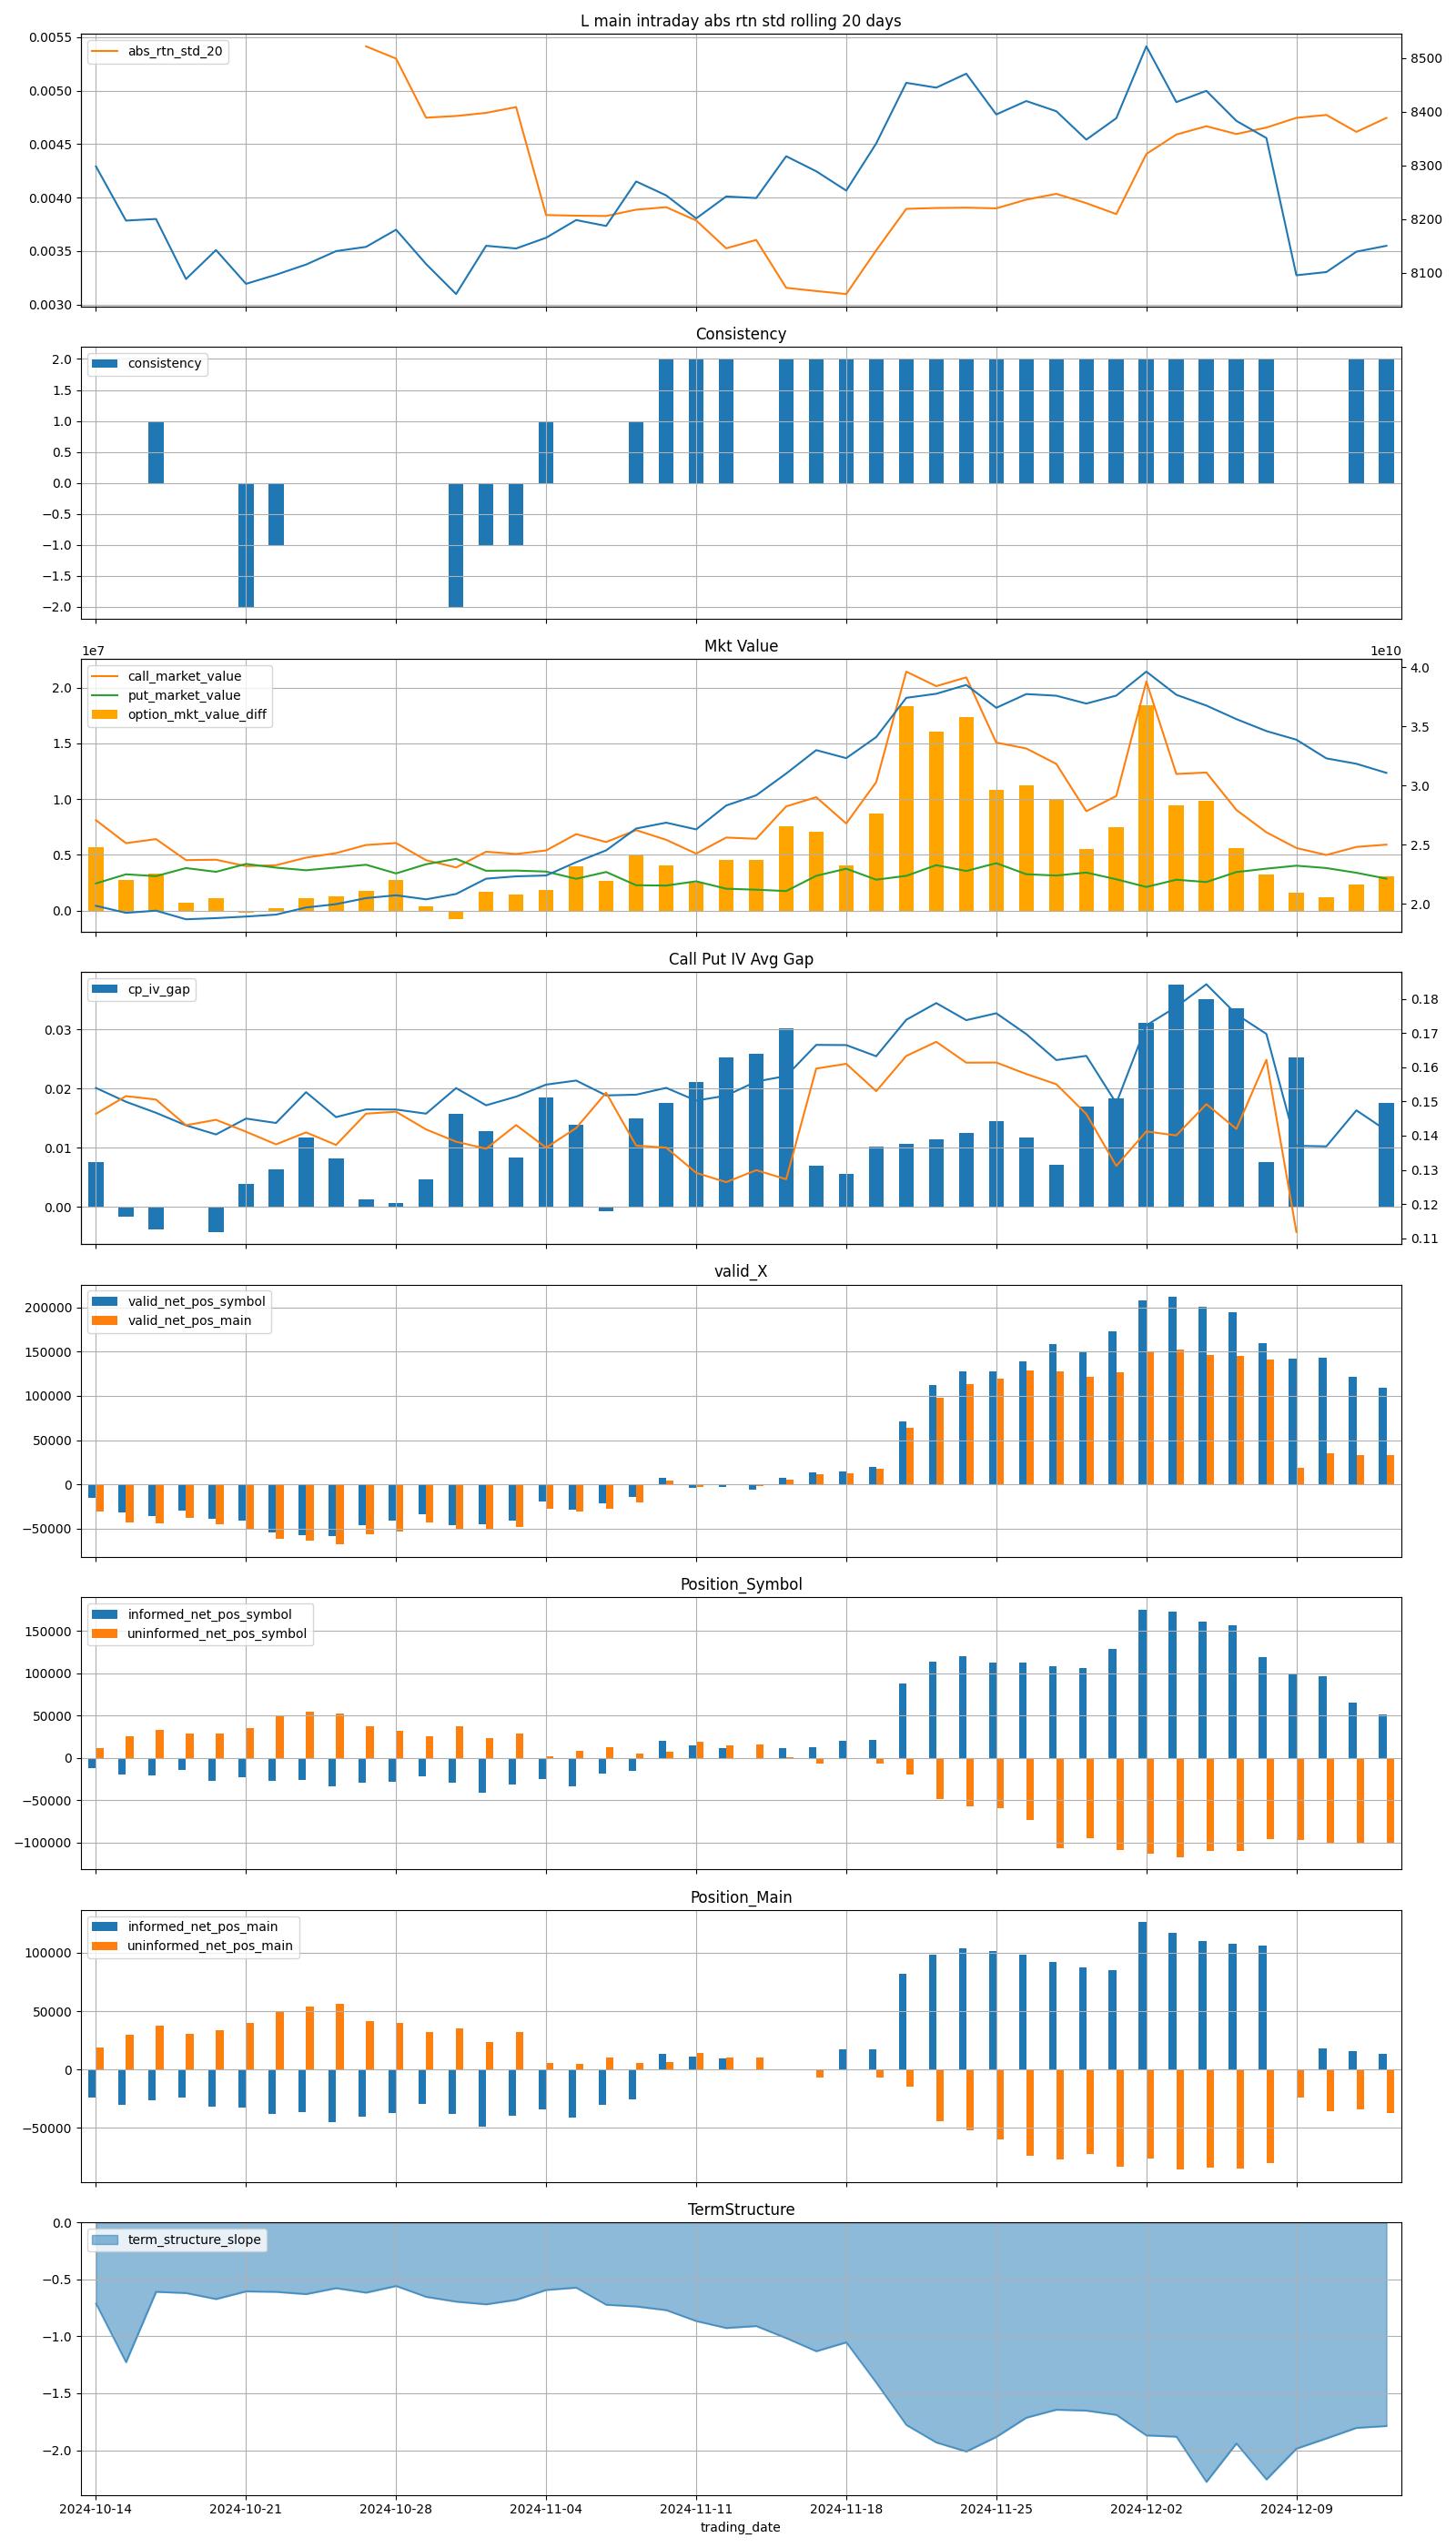 L main intraday abs rtn std rolling 20 days
abs_rtn_std_20
0.0055
0.0050
0.0045
0.0040
0.0035
0.0030
8500
8400
8300
8200
8100
Consistency
consistency
2.0
1.5
1.0
0.5
0.0
−0.5
−1.0
−1.5
−2.0
Mkt Value
1e7
1e10
call_market_value
put_market_value
option_mkt_value_diff
2.0
1.5
1.0
0.5
0.0
4.0
3.5
3.0
2.5
2.0
Call Put IV Avg Gap
cp_iv_gap
0.03
0.02
0.01
0.00
0.18
0.17
0.16
0.15
0.14
0.13
0.12
0.11
valid_X
valid_net_pos_symbol
valid_net_pos_main
200000
150000
100000
50000
0
−50000
Position_Symbol
informed_net_pos_symbol
uninformed_net_pos_symbol
150000
100000
50000
0
−50000
−100000
Position_Main
informed_net_pos_main
uninformed_net_pos_main
100000
50000
0
−50000
TermStructure
term_structure_slope
0.0
−0.5
−1.0
−1.5
−2.0
2024-10-14 2024-10-21 2024-10-28 2024-11-04 2024-11-11 2024-11-18 2024-11-25 2024-12-02 2024-12-09
trading_date